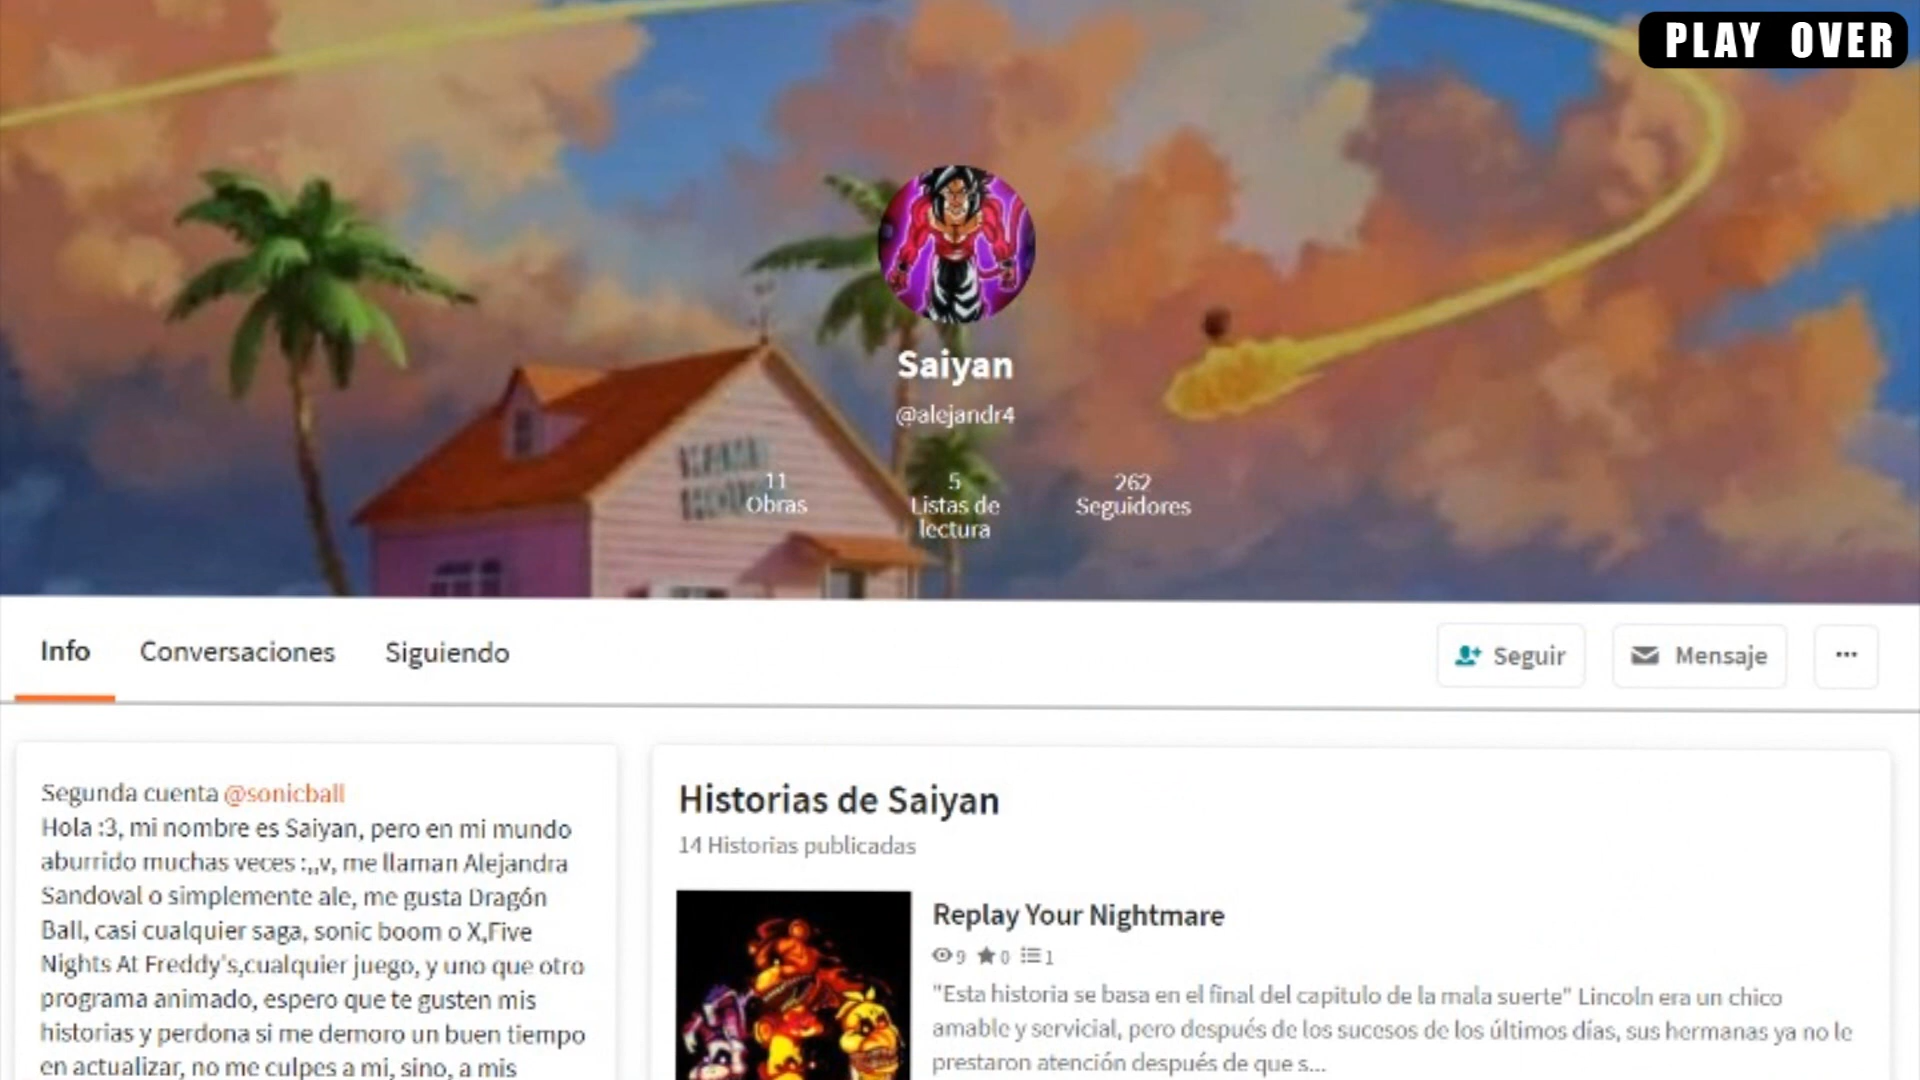 PLAY OVER
Saiyan
@alejandr4
11
Obras
5
Listas de
lectura
262
Seguidores
Info
Conversaciones
Siguiendo
Seguir
Mensaje
Segunda cuenta @sonicball
Hola :3, mi nombre es Saiyan, pero en mi mundo
aburrido muchas veces :,,v, me llaman Alejandra
Sandoval o simplemente ale, me gusta Dragón
Ball, casi cualquier saga, sonic boom o X,Five
Nights At Freddy's,cualquier juego, y uno que otro
programa animado, espero que te gusten mis
historias y perdona si me demoro un buen tiempo
en actualizar, no me culpes a mi, sino, a mis
Historias de Saiyan
14 Historias publicadas
Replay Your Nightmare
9 0 1
"Esta historia se basa en el final del capitulo de la mala suerte" Lincoln era un chico
amable y servicial, pero después de los sucesos de los últimos días, sus hermanas ya no le
prestaron atención después de que s...